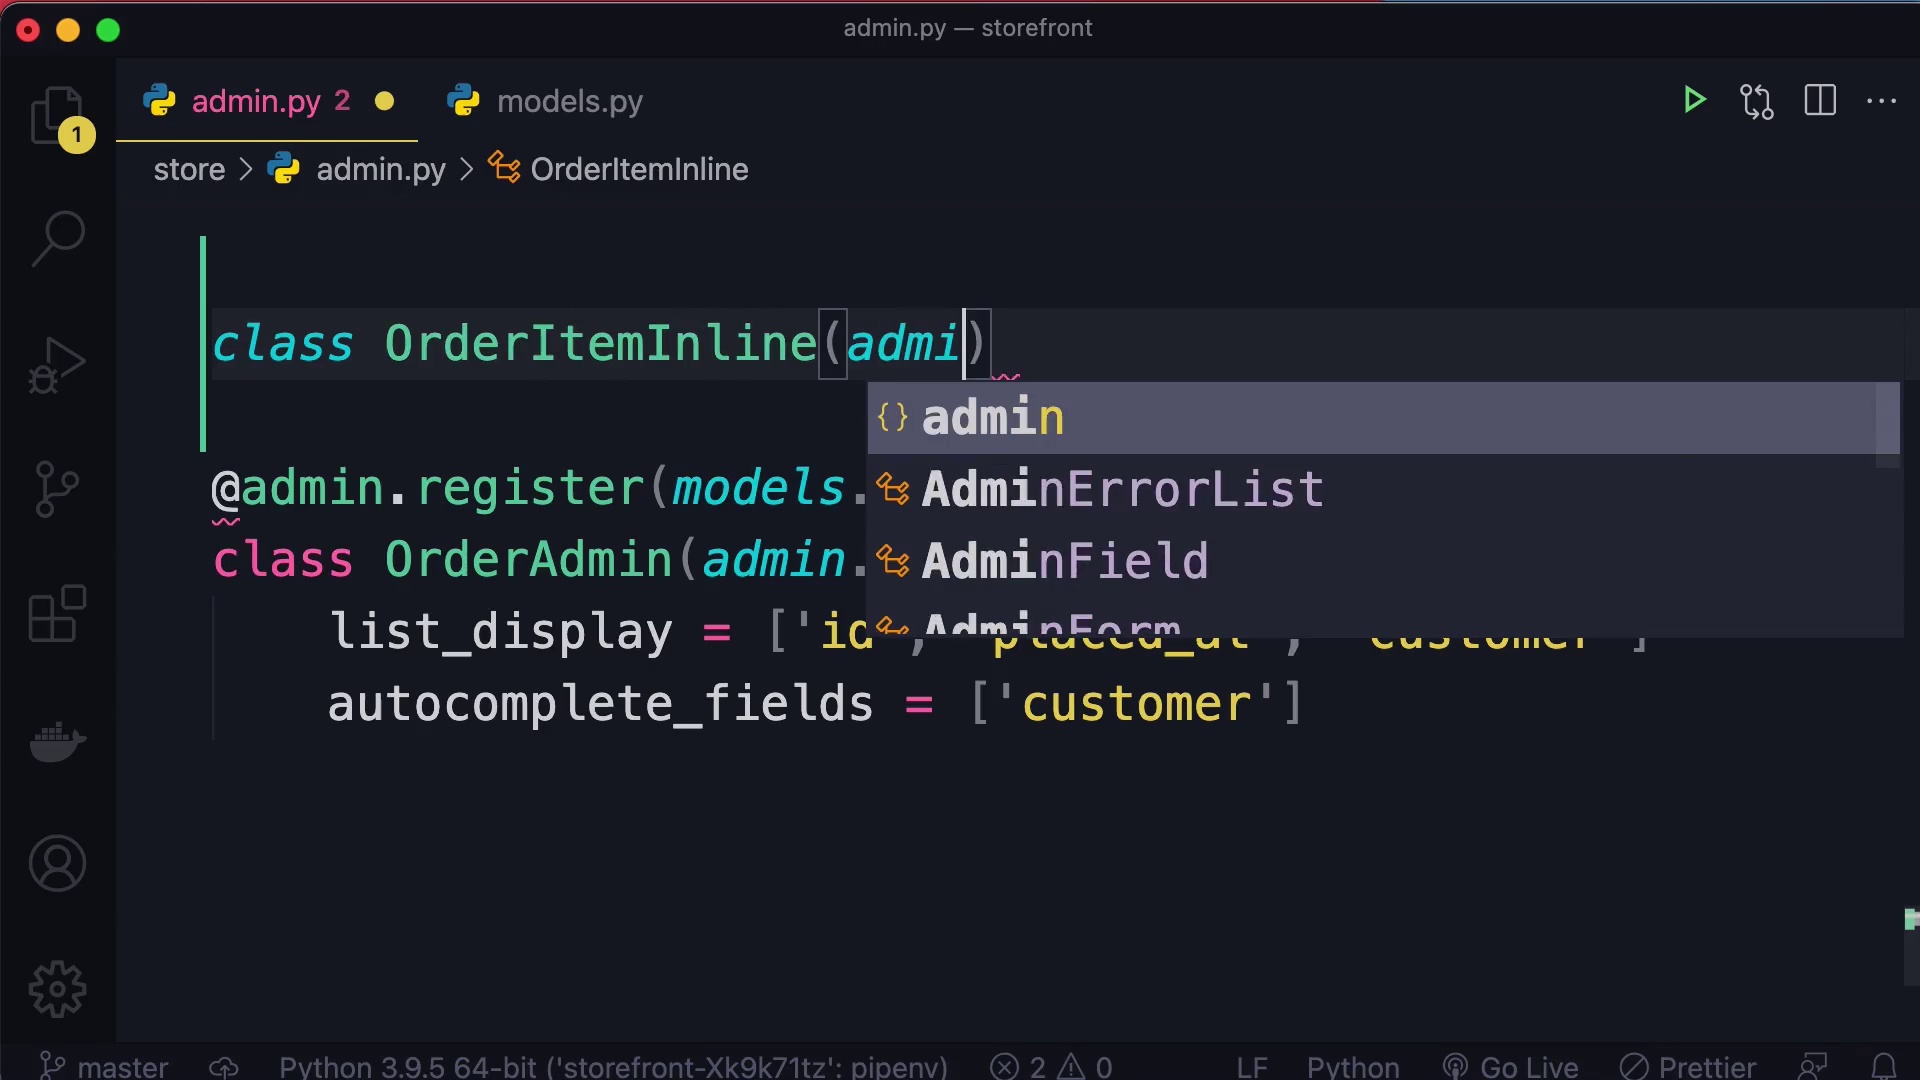 admin.py — storefront
admin.py 2 models.py
1
store > admin.py > OrderItemInline
class OrderItemInline(admi)
{} admin
@admin.register(models.
AdminErrorList
class OrderAdmin(admin.
AdminField
AdminForm
list_display = ['id', 'placed_at', 'customer']
autocomplete_fields = ['customer']
master Python 3.9.5 64-bit ('storefront-Xk9k71tz': pipenv) 2 0 LF Python Go Live Prettier